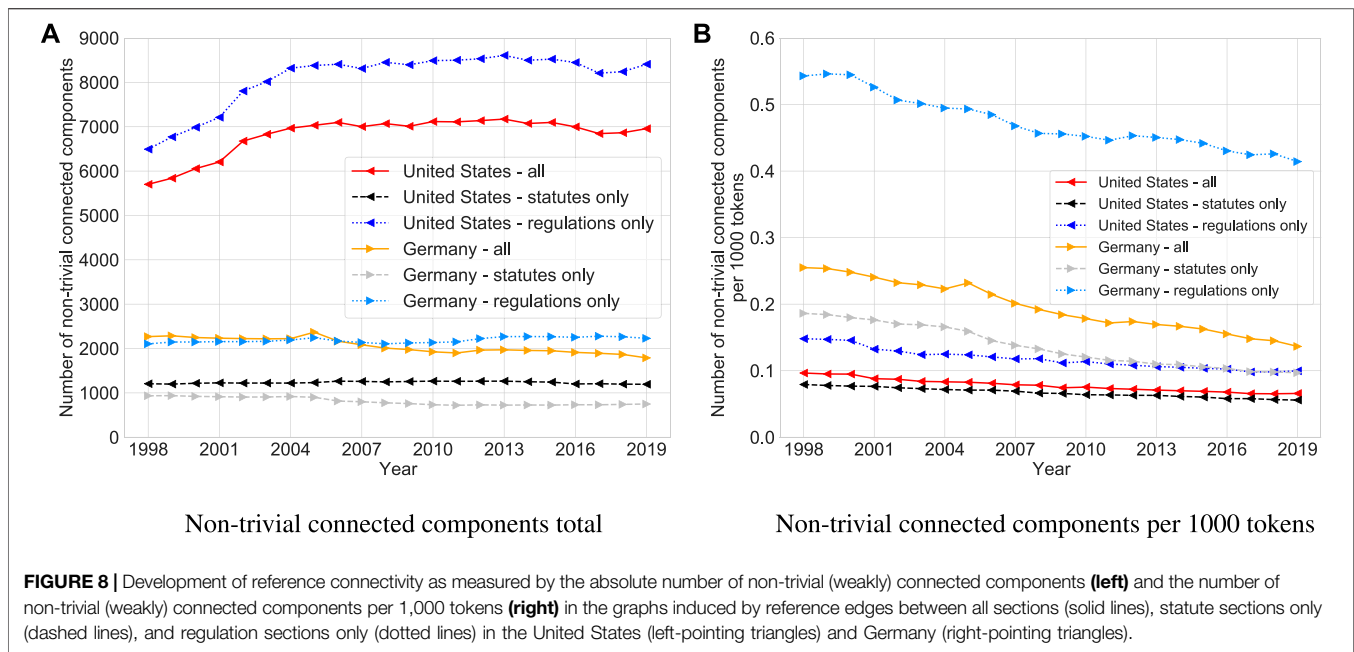 A
Number of non-trivial connected components
9000
8000
7000
6000
5000
4000
3000
2000
1000
0
1998 2001 2004 2007 2010 2013 2016 2019
Year
United States - all
United States - statutes only
United States - regulations only
Germany - all
Germany - statutes only
Germany - regulations only
Non-trivial connected components total
B
Number of non-trivial connected components
per 1000 tokens
0.6
0.5
0.4
0.3
0.2
0.1
0.0
1998 2001 2004 2007 2010 2013 2016 2019
Year
United States - all
United States - statutes only
United States - regulations only
Germany - all
Germany - statutes only
Germany - regulations only
Non-trivial connected components per 1000 tokens
FIGURE 8 | Development of reference connectivity as measured by the absolute number of non-trivial (weakly) connected components (left) and the number of
non-trivial (weakly) connected components per 1,000 tokens (right) in the graphs induced by reference edges between all sections (solid lines), statute sections only
(dashed lines), and regulation sections only (dotted lines) in the United States (left-pointing triangles) and Germany (right-pointing triangles).